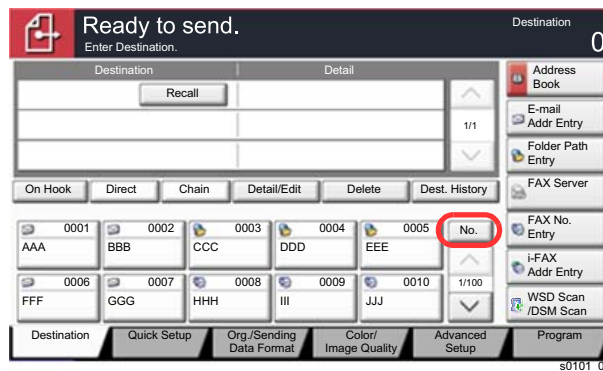 Ready to send.
Enter Destination.
Destination
0
Destination
Detail
Recall
1/1
Address
Book
E-mail
Addr Entry
Folder Path
Entry
FAX Server
FAX No.
Entry
i-FAX
Addr Entry
WSD Scan
/DSM Scan
On Hook
Direct
Chain
Detail/Edit
Delete
Dest. History
0001
AAA
0002
BBB
0003
CCC
0004
DDD
0005
EEE
No.
0006
FFF
0007
GGG
0008
HHH
0009
III
0010
JJJ
1/100
Destination
Quick Setup
Org./Sending
Data Format
Color/
Image Quality
Advanced
Setup
Program
s0101_0